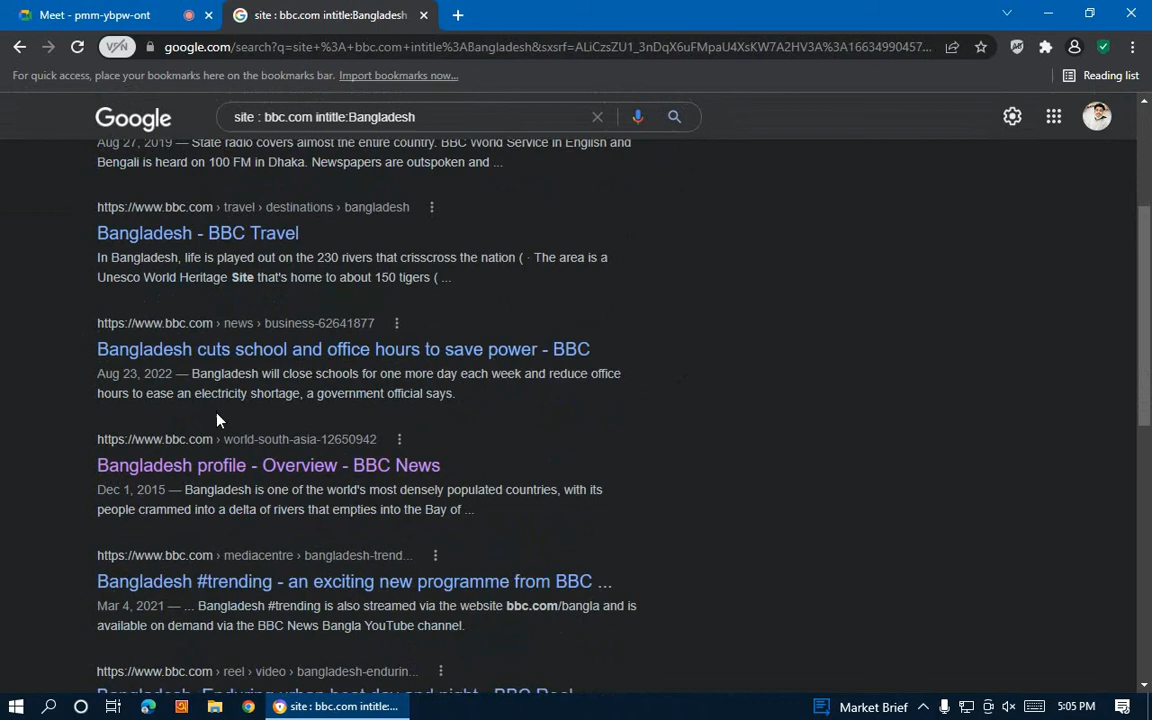 Meet - pmm-ybpw-ont
site : bbc.com intitle:Bangladesh
VPN
google.com/search?q=site+%3A+bbc.com+intitle%3ABangladesh&sxsrf=ALiCzsZU1_3nDqX6uFMpaU4XsKW7A2HV3A%3A16634990457...
For quick access, place your bookmarks here on the bookmarks bar. Import bookmarks now...
Reading list
Google
site : bbc.com intitle:Bangladesh
Aug 27, 2019 — State radio covers almost the entire country. BBC World Service in English and
Bengali is heard on 100 FM in Dhaka. Newspapers are outspoken and ...
https://www.bbc.com › travel › destinations › bangladesh
Bangladesh - BBC Travel
In Bangladesh, life is played out on the 230 rivers that crisscross the nation ( · The area is a
Unesco World Heritage Site that's home to about 150 tigers ( ...
https://www.bbc.com › news › business-62641877
Bangladesh cuts school and office hours to save power - BBC
Aug 23, 2022 — Bangladesh will close schools for one more day each week and reduce office
hours to ease an electricity shortage, a government official says.
https://www.bbc.com › world-south-asia-12650942
Bangladesh profile - Overview - BBC News
Dec 1, 2015 — Bangladesh is one of the world's most densely populated countries, with its
people crammed into a delta of rivers that empties into the Bay of ...
https://www.bbc.com › mediacentre › bangladesh-trend...
Bangladesh #trending - an exciting new programme from BBC ...
Mar 4, 2021 — ... Bangladesh #trending is also streamed via the website bbc.com/bangla and is
available on demand via the BBC News Bangla YouTube channel.
https://www.bbc.com › reel › video › bangladesh-endurin...
Bangladesh: Enduring urban heat day and night - BBC Reel
site : bbc.com intitle:...
Market Brief
5:05 PM